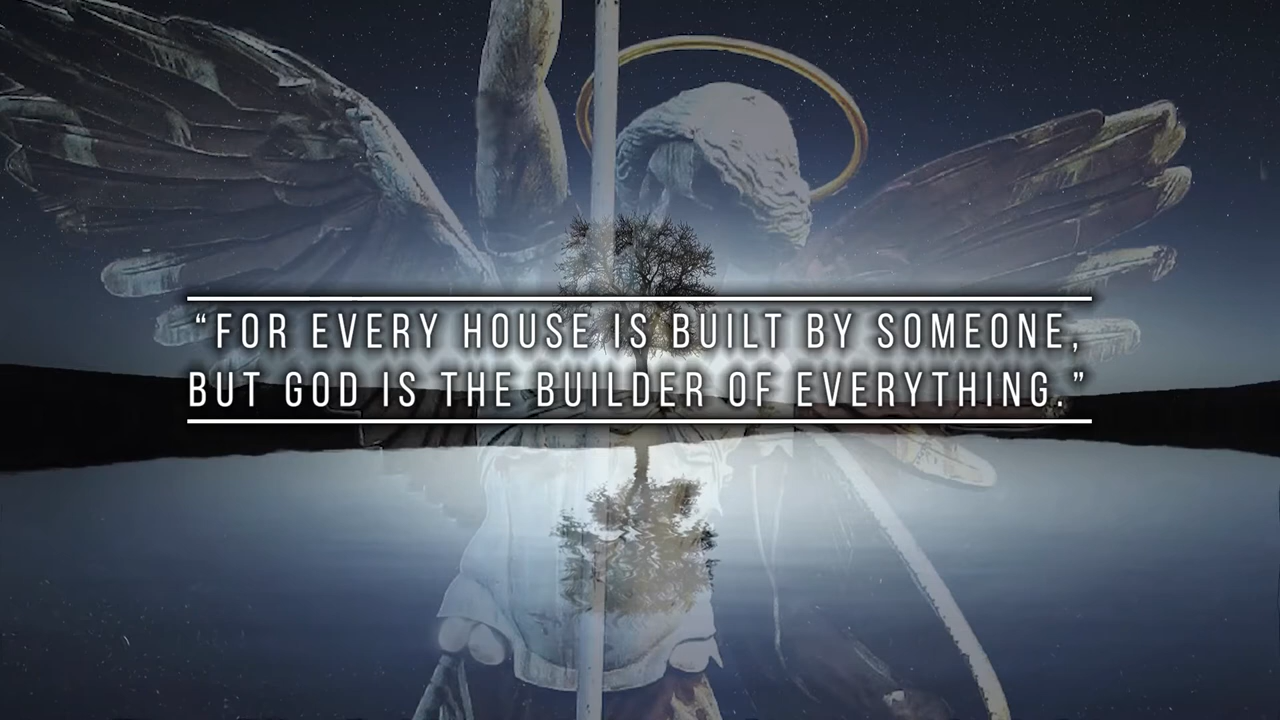 “FOR EVERY HOUSE IS BUILT BY SOMEONE,
BUT GOD IS THE BUILDER OF EVERYTHING.”